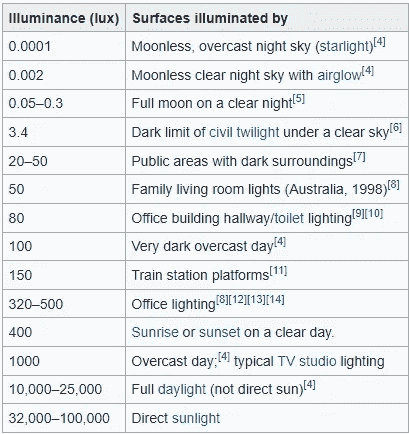 Illuminance (lux) Surfaces illuminated by
0.0001 Moonless, overcast night sky (starlight)[4]
0.002 Moonless clear night sky with airglow[4]
0.05–0.3 Full moon on a clear night[5]
3.4 Dark limit of civil twilight under a clear sky[6]
20–50 Public areas with dark surroundings[7]
50 Family living room lights (Australia, 1998)[8]
80 Office building hallway/toilet lighting[9][10]
100 Very dark overcast day[4]
150 Train station platforms[11]
320–500 Office lighting[8][12][13][14]
400 Sunrise or sunset on a clear day.
1000 Overcast day;[4] typical TV studio lighting
10,000–25,000 Full daylight (not direct sun)[4]
32,000–100,000 Direct sunlight